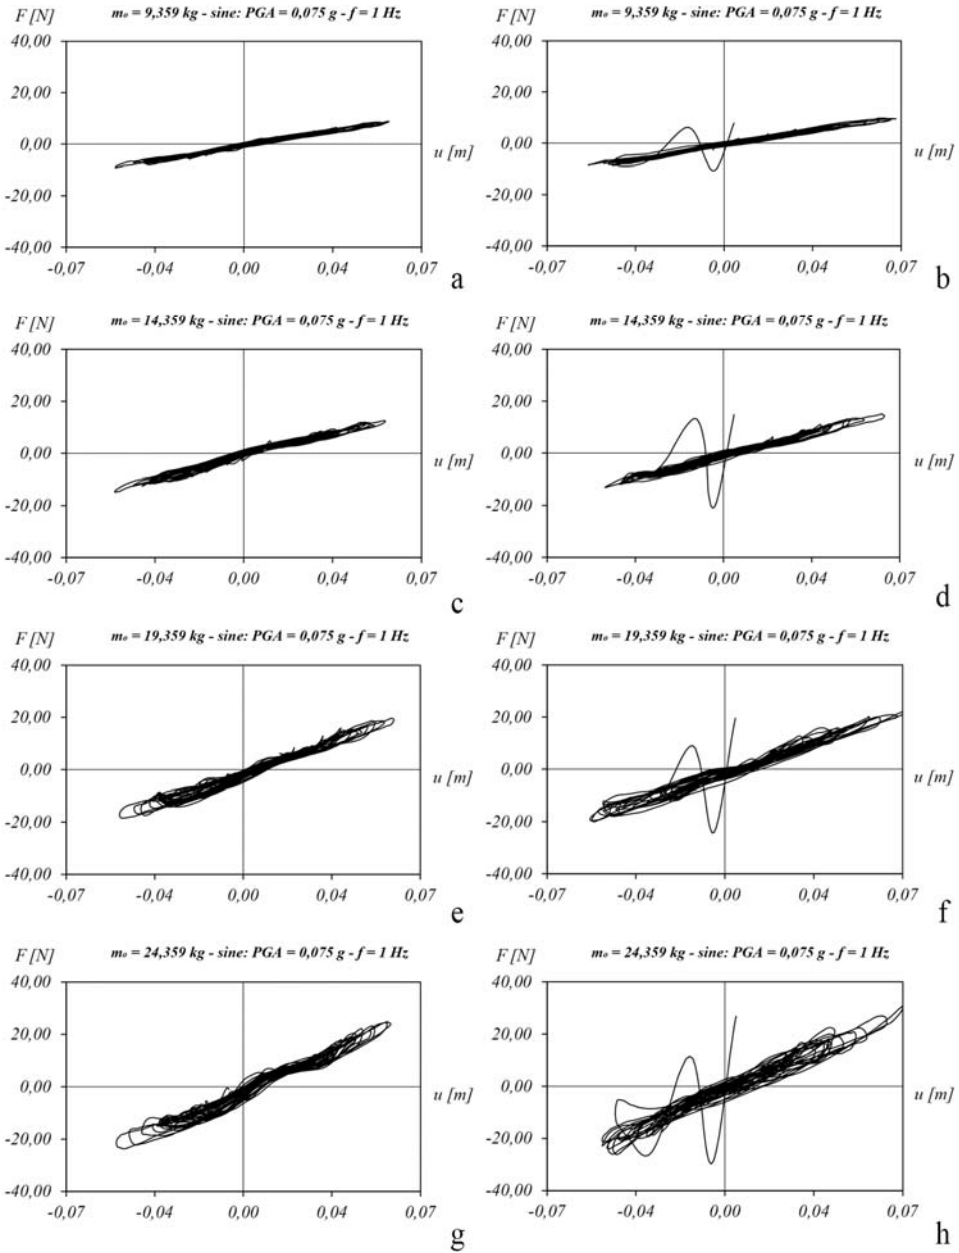 F [N]
m₀ = 9,359 kg - sine: PGA = 0,075 g - f = 1 Hz
40,00
20,00
0,00
-20,00
-40,00
-0,07
-0,04
0,00
0,04
0,07
u [m]
a
F [N]
m₀ = 9,359 kg - sine: PGA = 0,075 g - f = 1 Hz
40,00
20,00
0,00
-20,00
-40,00
-0,07
-0,04
0,00
0,04
0,07
u [m]
b
F [N]
m₀ = 14,359 kg - sine: PGA = 0,075 g - f = 1 Hz
40,00
20,00
0,00
-20,00
-40,00
-0,07
-0,04
0,00
0,04
0,07
u [m]
c
F [N]
m₀ = 14,359 kg - sine: PGA = 0,075 g - f = 1 Hz
40,00
20,00
0,00
-20,00
-40,00
-0,07
-0,04
0,00
0,04
0,07
u [m]
d
F [N]
m₀ = 19,359 kg - sine: PGA = 0,075 g - f = 1 Hz
40,00
20,00
0,00
-20,00
-40,00
-0,07
-0,04
0,00
0,04
0,07
u [m]
e
F [N]
m₀ = 19,359 kg - sine: PGA = 0,075 g - f = 1 Hz
40,00
20,00
0,00
-20,00
-40,00
-0,07
-0,04
0,00
0,04
0,07
u [m]
f
F [N]
m₀ = 24,359 kg - sine: PGA = 0,075 g - f = 1 Hz
40,00
20,00
0,00
-20,00
-40,00
-0,07
-0,04
0,00
0,04
0,07
u [m]
g
F [N]
m₀ = 24,359 kg - sine: PGA = 0,075 g - f = 1 Hz
40,00
20,00
0,00
-20,00
-40,00
-0,07
-0,04
0,00
0,04
0,07
u [m]
h